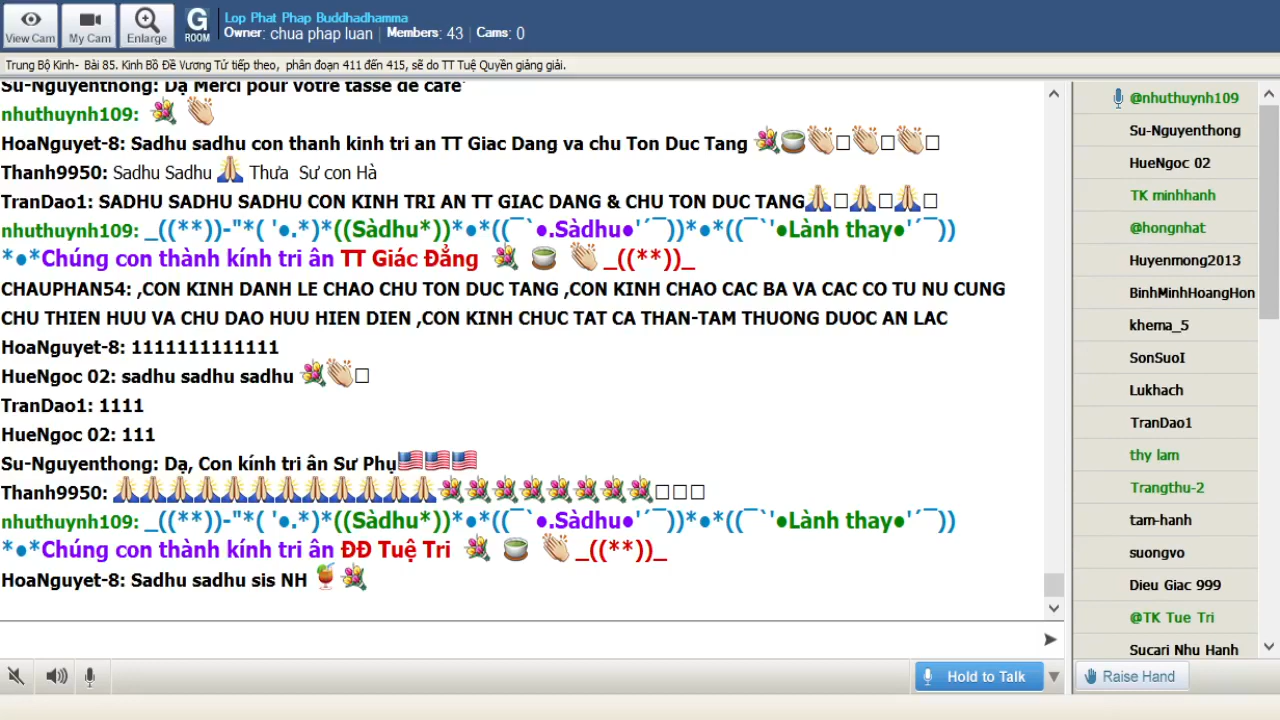 Lop Phat Phap Buddhadhamma
View Cam My Cam Enlarge G ROOM Owner: chua phap luan Members: 43 Cams: 0
Trung Bộ Kinh- Bài 85. Kinh Bồ Đề Vương Tử tiếp theo, phân đoạn 411 đến 415, sẽ do TT Tuệ Quyền giảng giải.
Su-Nguyenthong: Dạ Merci pour votre tasse de café'
nhuthuynh109:
HoaNguyet-8: Sadhu sadhu con thanh kinh tri an TT Giac Dang va chu Ton Duc Tang
Thanh9950: Sadhu Sadhu Thưa Sư con Hà
TranDao1: SADHU SADHU SADHU CON KINH TRI AN TT GIAC DANG & CHU TON DUC TANG
nhuthuynh109: _((**))-"*( '●.*)*((Sàdhu*))*●*((¯`●.Sàdhu●'´¯))*●*((¯`'●Lành thay●'´¯))
*●*Chúng con thành kính tri ân TT Giác Đẳng _((**))_
CHAUPHAN54: ,CON KINH DANH LE CHAO CHU TON DUC TANG ,CON KINH CHAO CAC BA VA CAC CO TU NU CUNG
CHU THIEN HUU VA CHU DAO HUU HIEN DIEN ,CON KINH CHUC TAT CA THAN-TAM THUONG DUOC AN LAC
HoaNguyet-8: 1111111111111
HueNgoc 02: sadhu sadhu sadhu
TranDao1: 1111
HueNgoc 02: 111
Su-Nguyenthong: Dạ, Con kính tri ân Sư Phụ
Thanh9950:
nhuthuynh109: _((**))-"*( '●.*)*((Sàdhu*))*●*((¯`●.Sàdhu●'´¯))*●*((¯`'●Lành thay●'´¯))
*●*Chúng con thành kính tri ân ĐĐ Tuệ Tri _((**))_
HoaNguyet-8: Sadhu sadhu sis NH
Hold to Talk
@nhuthuynh109
Su-Nguyenthong
HueNgoc 02
TK minhhanh
@hongnhat
Huyenmong2013
BinhMinhHoangHon
khema_5
SonSuoI
Lukhach
TranDao1
thy lam
Trangthu-2
tam-hanh
suongvo
Dieu Giac 999
@TK Tue Tri
Sucari Nhu Hanh
Raise Hand